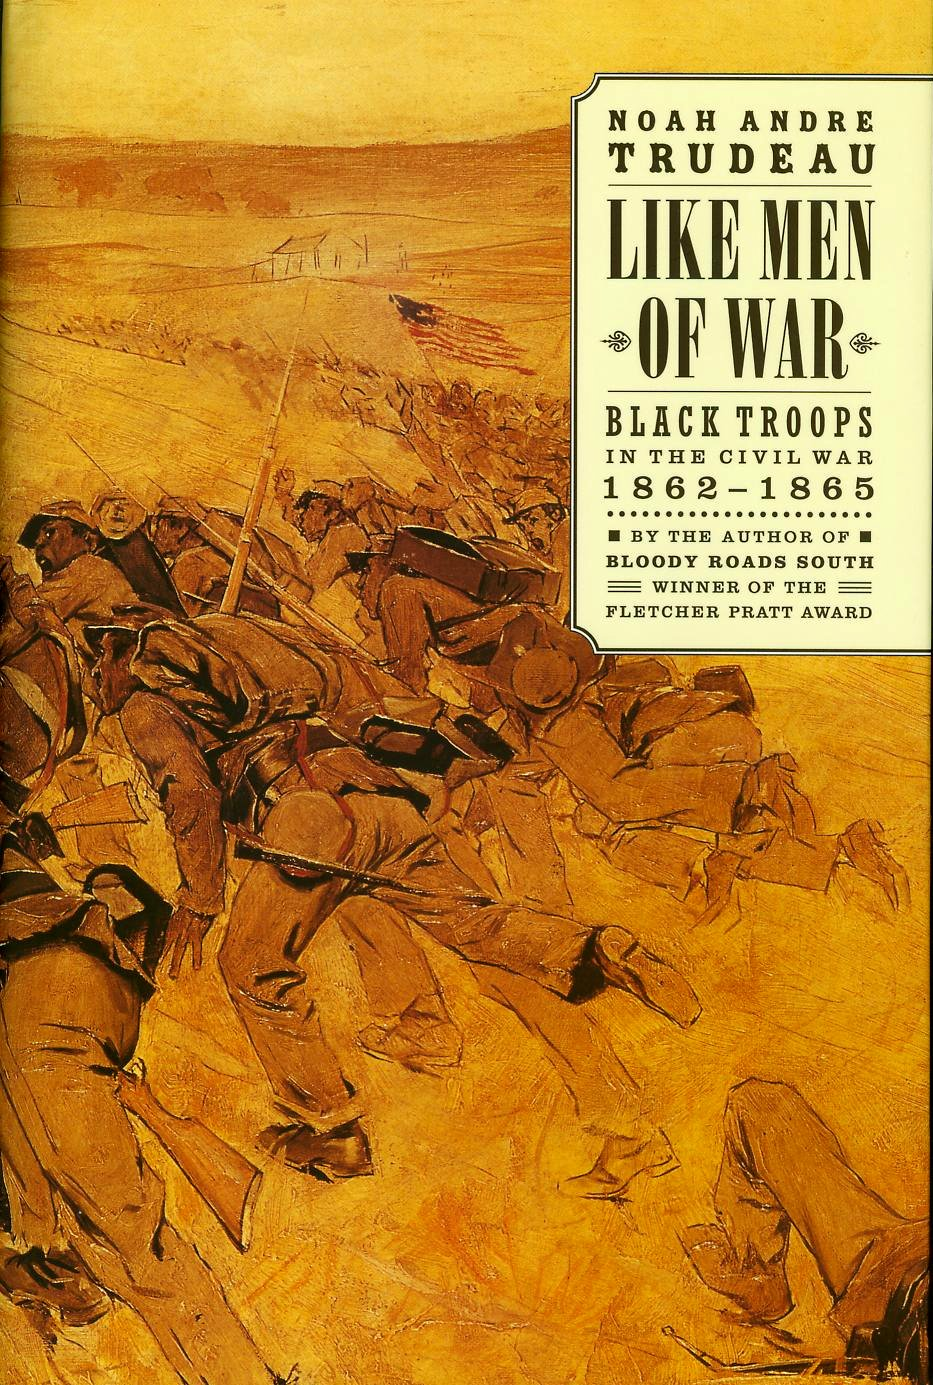 NOAH ANDRE
TRUDEAU
LIKE MEN
OF WAR
BLACK TROOPS
IN THE CIVIL WAR
1862–1865
BY THE AUTHOR OF
BLOODY ROADS SOUTH
WINNER OF THE
FLETCHER PRATT AWARD